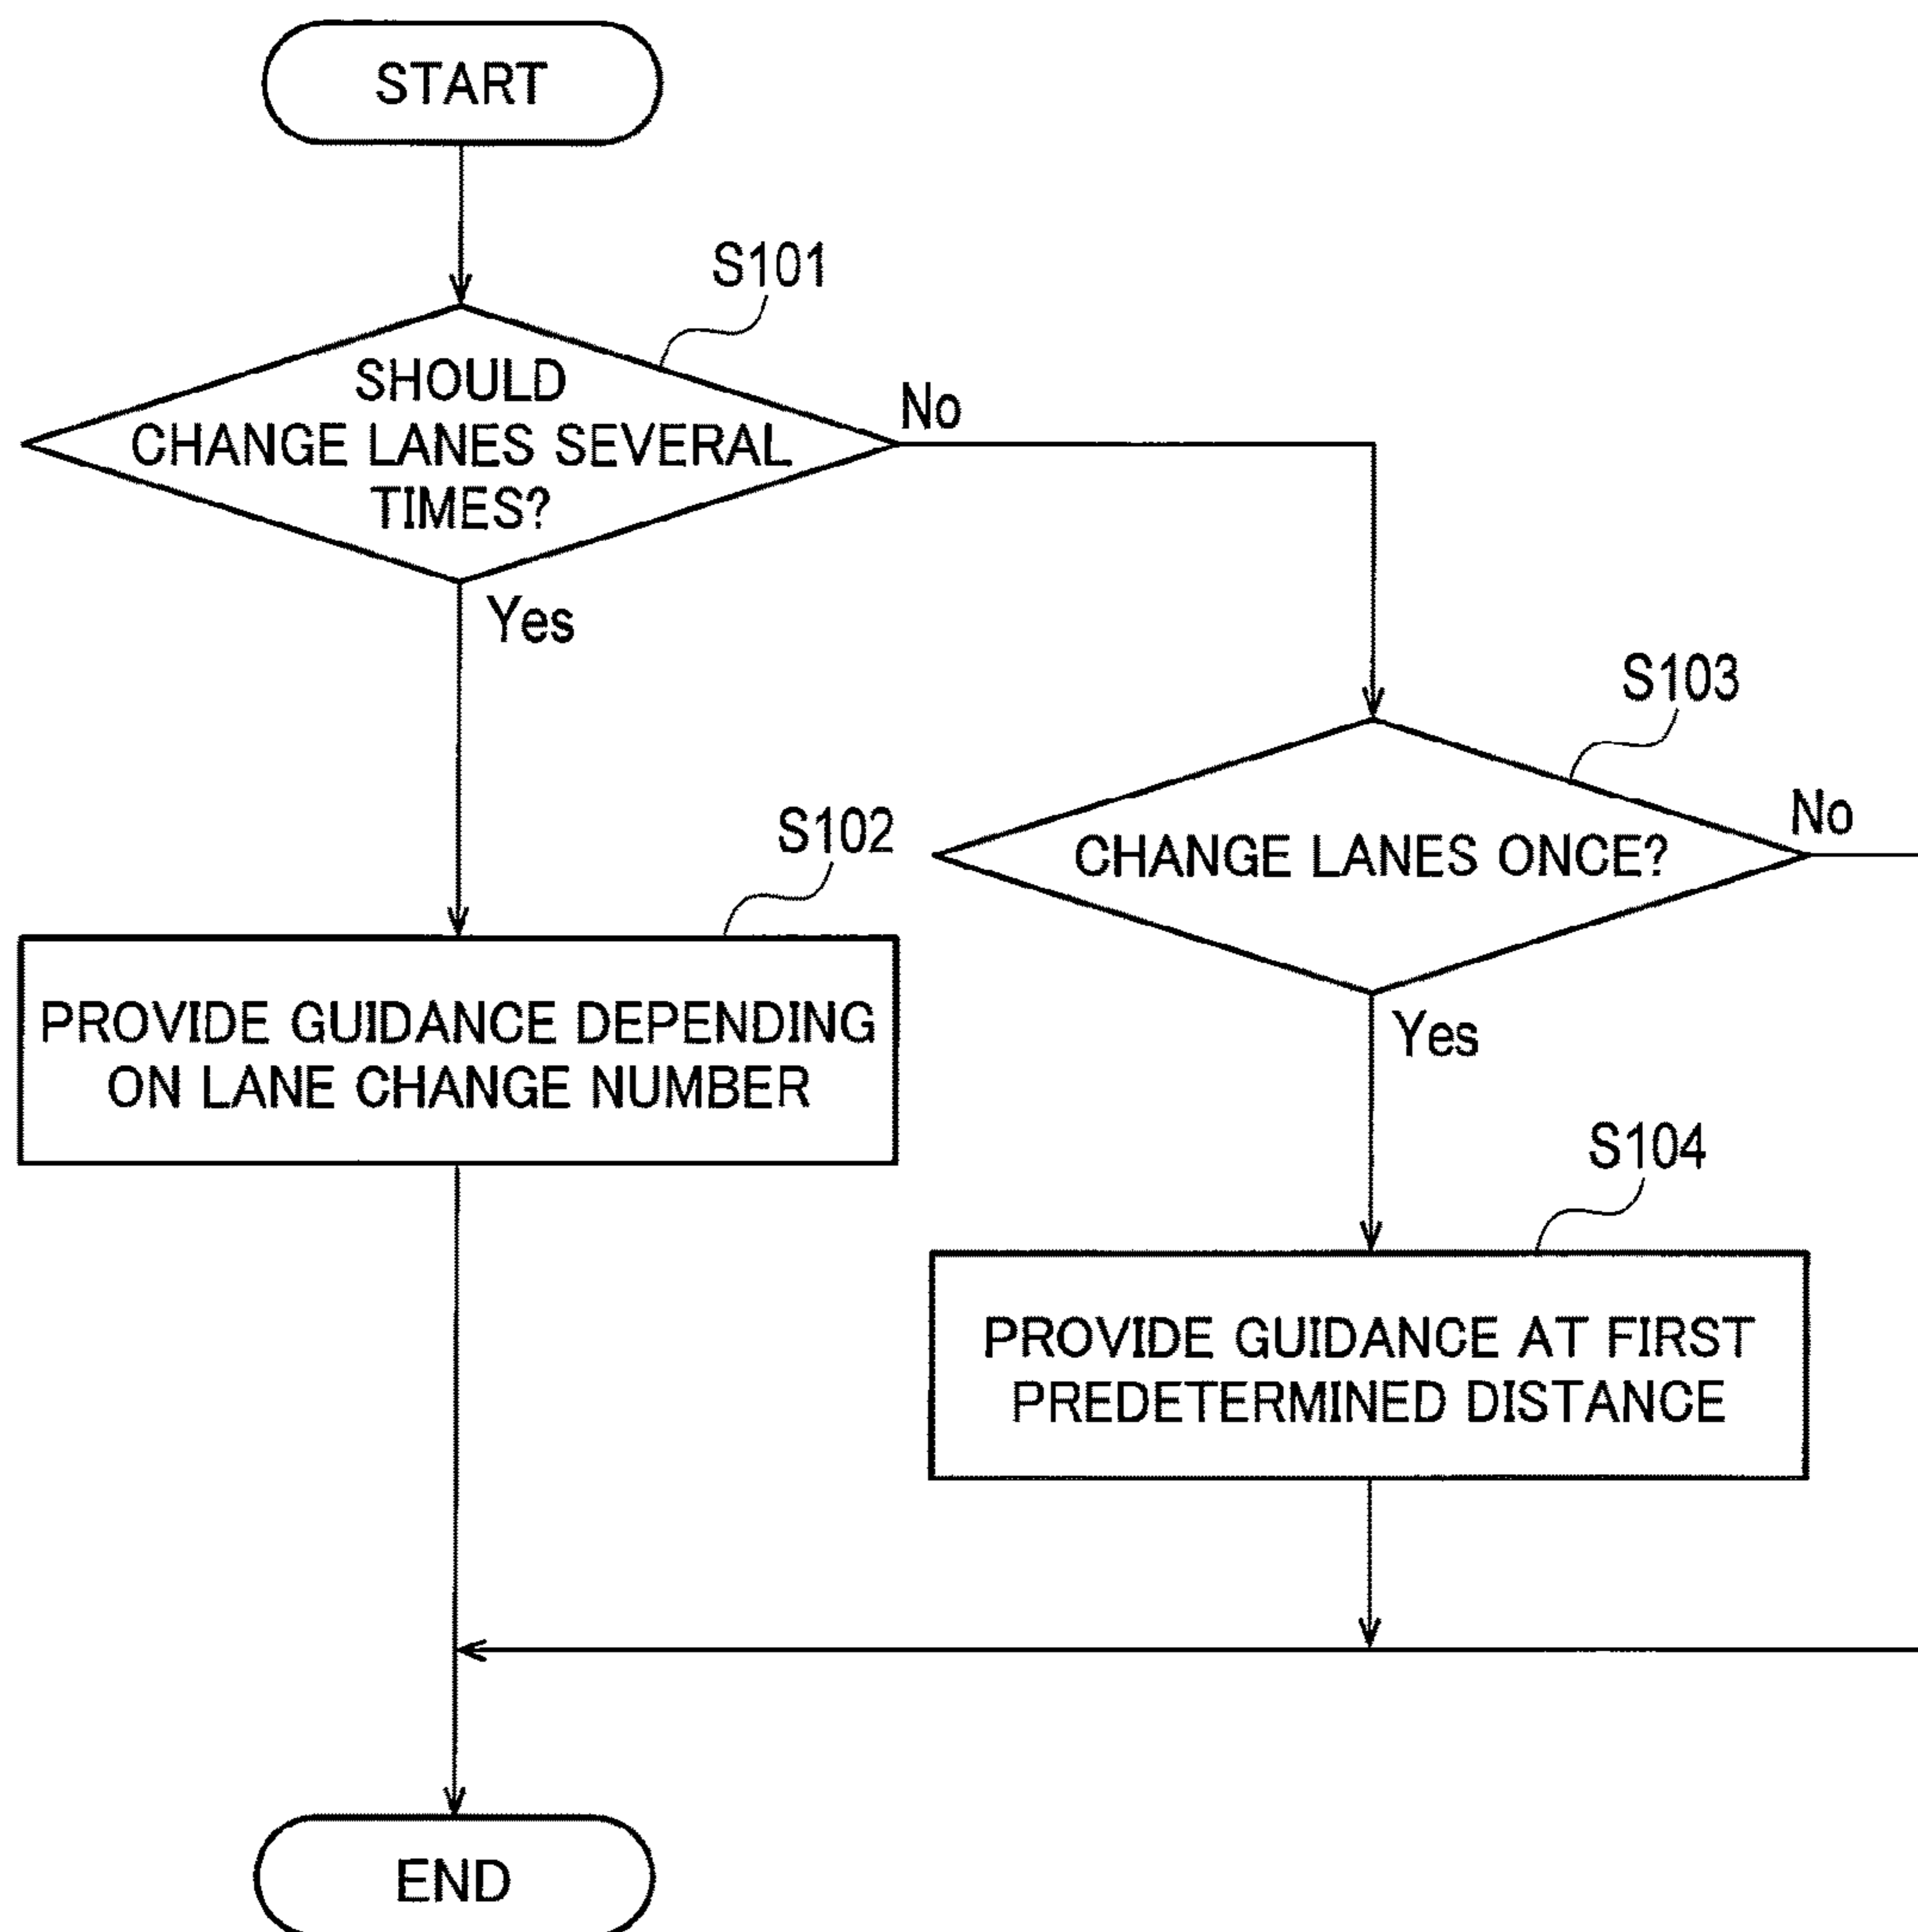 START
S101
SHOULD
CHANGE LANES SEVERAL
TIMES?
No
Yes
S103
CHANGE LANES ONCE?
No
Yes
S102
PROVIDE GUIDANCE DEPENDING
ON LANE CHANGE NUMBER
S104
PROVIDE GUIDANCE AT FIRST
PREDETERMINED DISTANCE
END